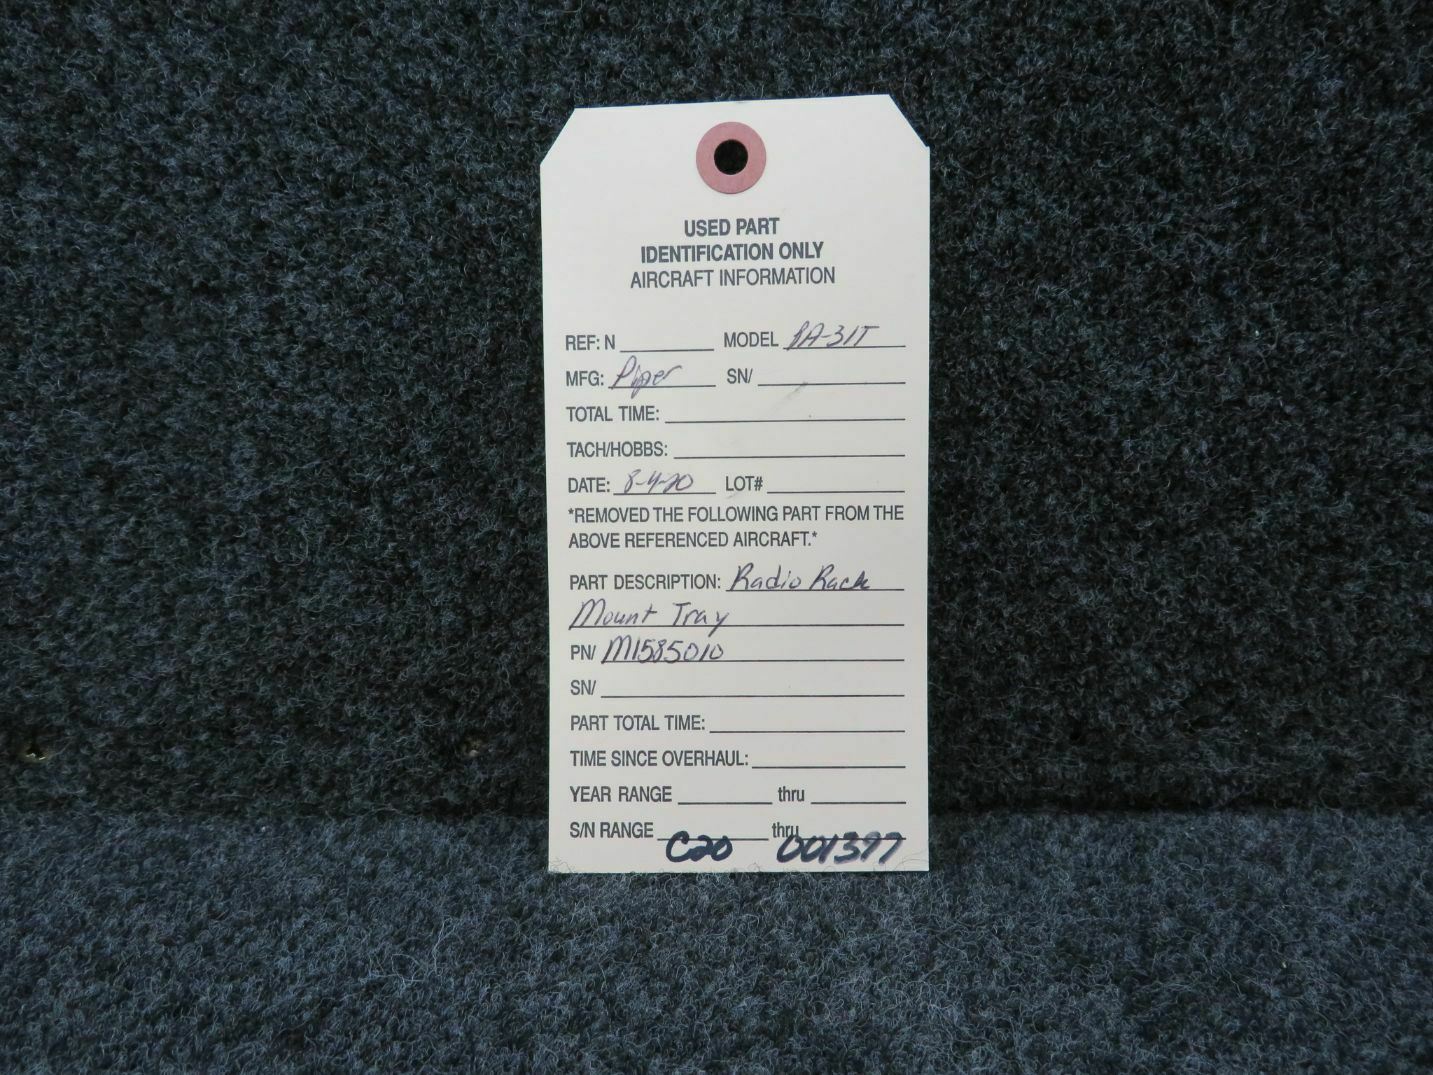 USED PART
IDENTIFICATION ONLY
AIRCRAFT INFORMATION
REF: N MODEL PA-31T
MFG: Piper SN/
TOTAL TIME:
TACH/HOBBS:
DATE: 8-4-20 LOT#
*REMOVED THE FOLLOWING PART FROM THE
ABOVE REFERENCED AIRCRAFT.*
PART DESCRIPTION: Radio Rack
Mount Tray
PN/ M1585010
SN/
PART TOTAL TIME:
TIME SINCE OVERHAUL:
YEAR RANGE thru
S/N RANGE thru
C20 001377